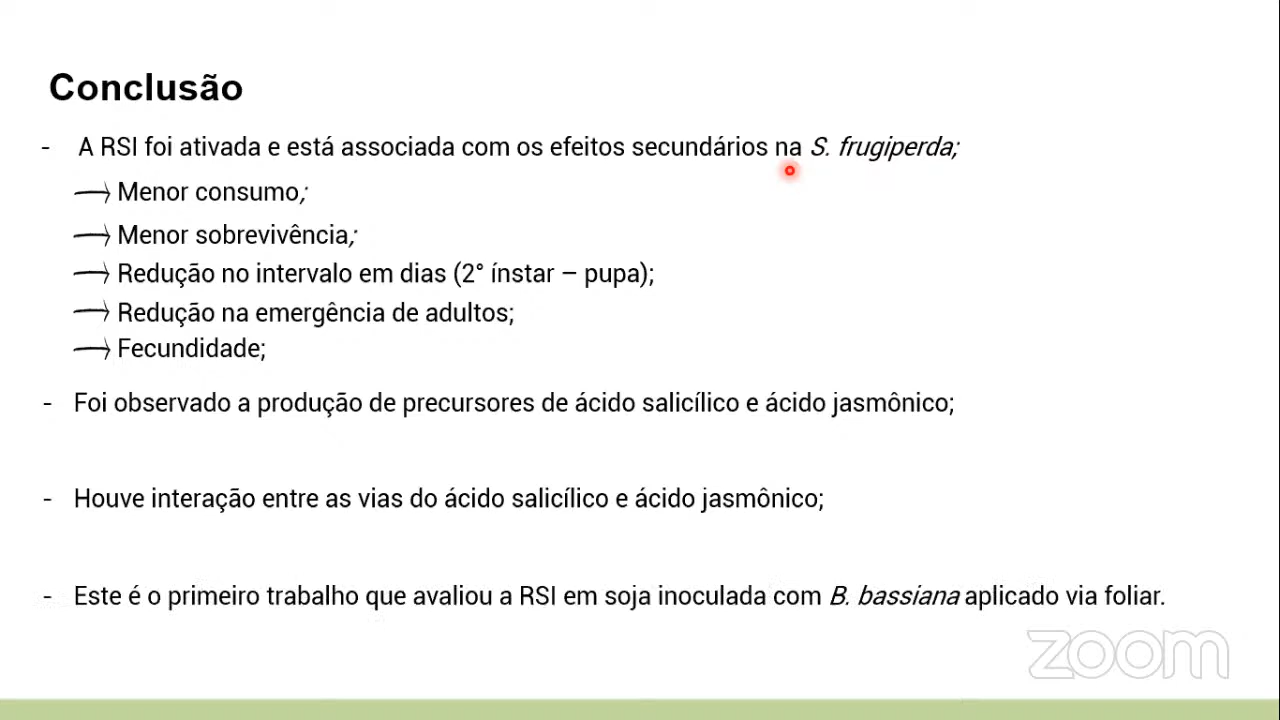 Conclusão
- A RSI foi ativada e está associada com os efeitos secundários na S. frugiperda;
Menor consumo;
Menor sobrevivência;
Redução no intervalo em dias (2° ínstar – pupa);
Redução na emergência de adultos;
Fecundidade;
- Foi observado a produção de precursores de ácido salicílico e ácido jasmônico;
- Houve interação entre as vias do ácido salicílico e ácido jasmônico;
- Este é o primeiro trabalho que avaliou a RSI em soja inoculada com B. bassiana aplicado via foliar.
zoom